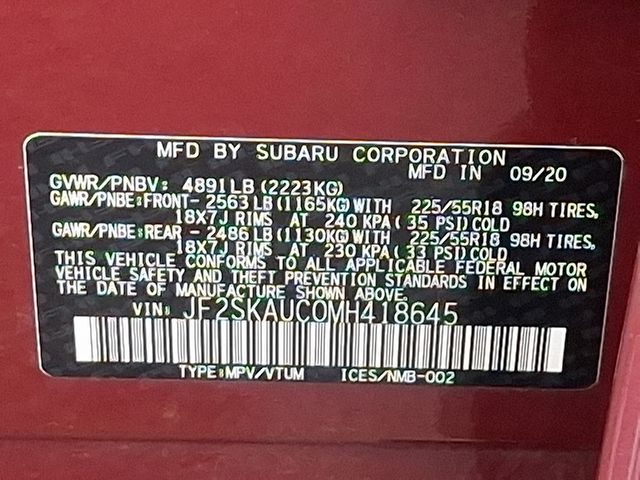 MFD BY SUBARU CORPORATION
MFD IN 09/20
GVWR/PNBV: 4891LB(2223KG)
GAWR/PNBE:FRONT-2563LB(1165KG)WITH 225/55R18 98H TIRES,
18X7J RIMS AT 240 KPA(35 PSI)COLD
GAWR/PNBE:REAR-2486LB(1130KG)WITH 225/55R18 98H TIRES,
18X7J RIMS AT 230 KPA(33 PSI)COLD
THIS VEHICLE CONFORMS TO ALL APPLICABLE FEDERAL MOTOR
VEHICLE SAFETY AND THEFT PREVENTION STANDARDS IN EFFECT ON
THE DATE OF MANUFACTURE SHOWN ABOVE.
VIN: JF2SKAUC0MH418645
TYPE:MPV/VTUM ICES/NMB-002